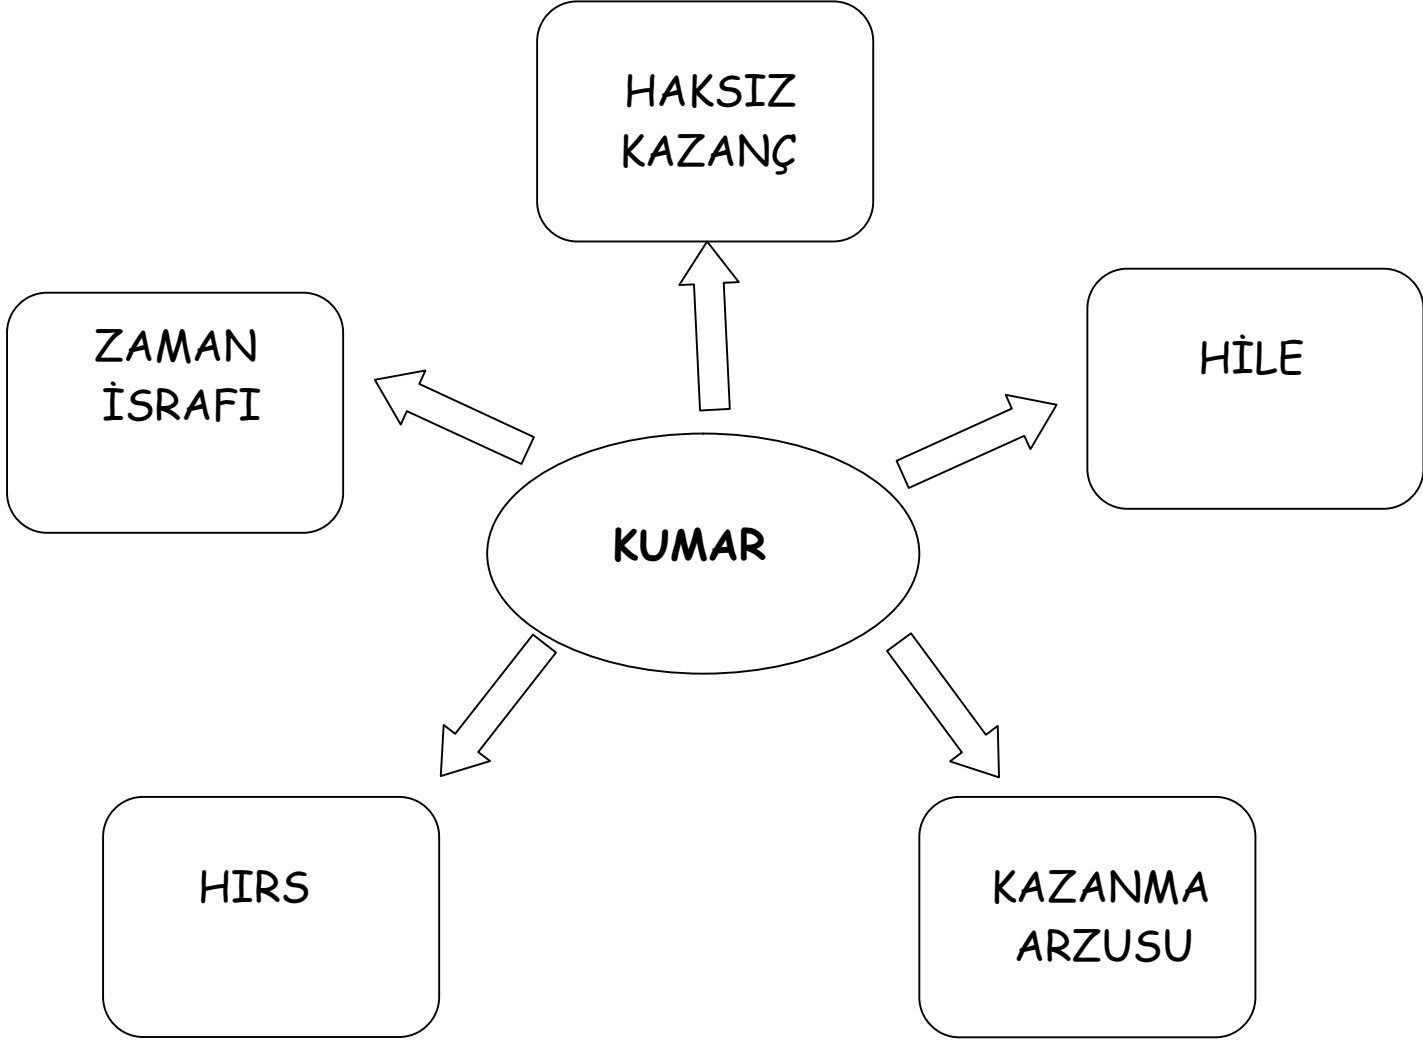 HAKSIZ
KAZANÇ
ZAMAN
İSRAFI
HİLE
KUMAR
HIRS
KAZANMA
ARZUSU